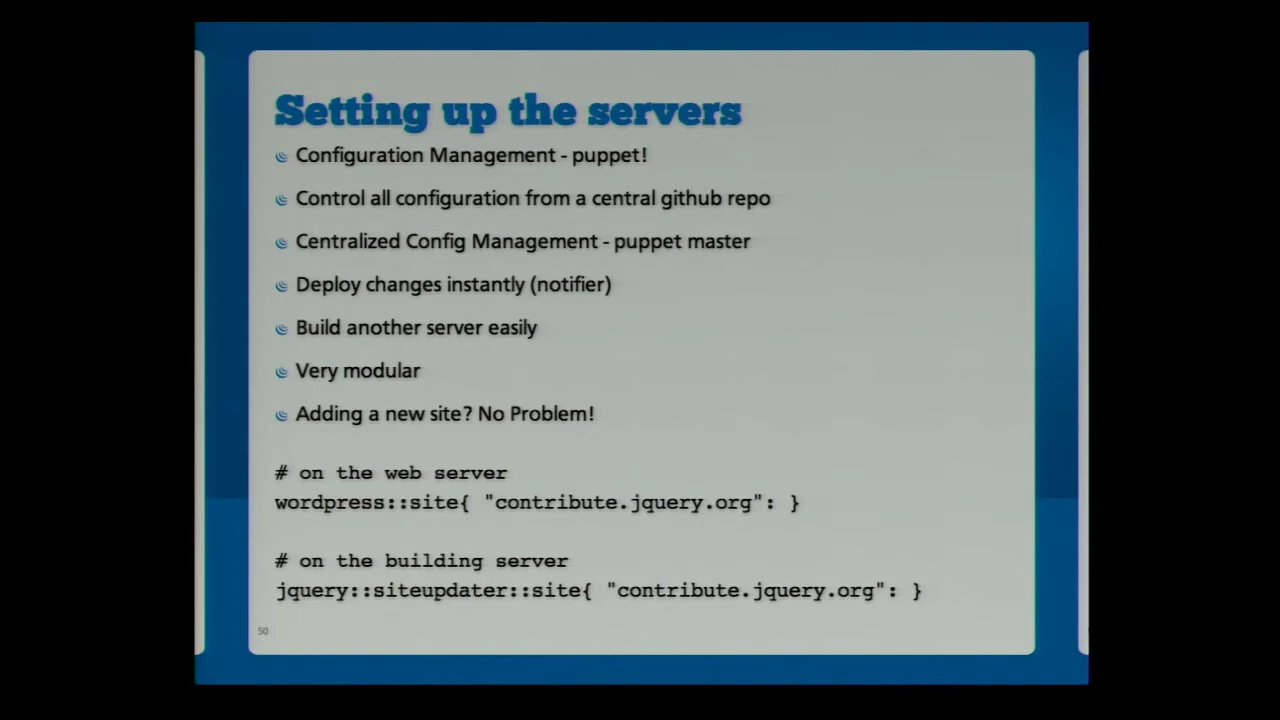 Setting up the servers
Configuration Management - puppet!
Control all configuration from a central github repo
Centralized Config Management - puppet master
Deploy changes instantly (notifier)
Build another server easily
Very modular
Adding a new site? No Problem!
# on the web server
wordpress::site{ "contribute.jquery.org": }
# on the building server
jquery::siteupdater::site{ "contribute.jquery.org": }
50